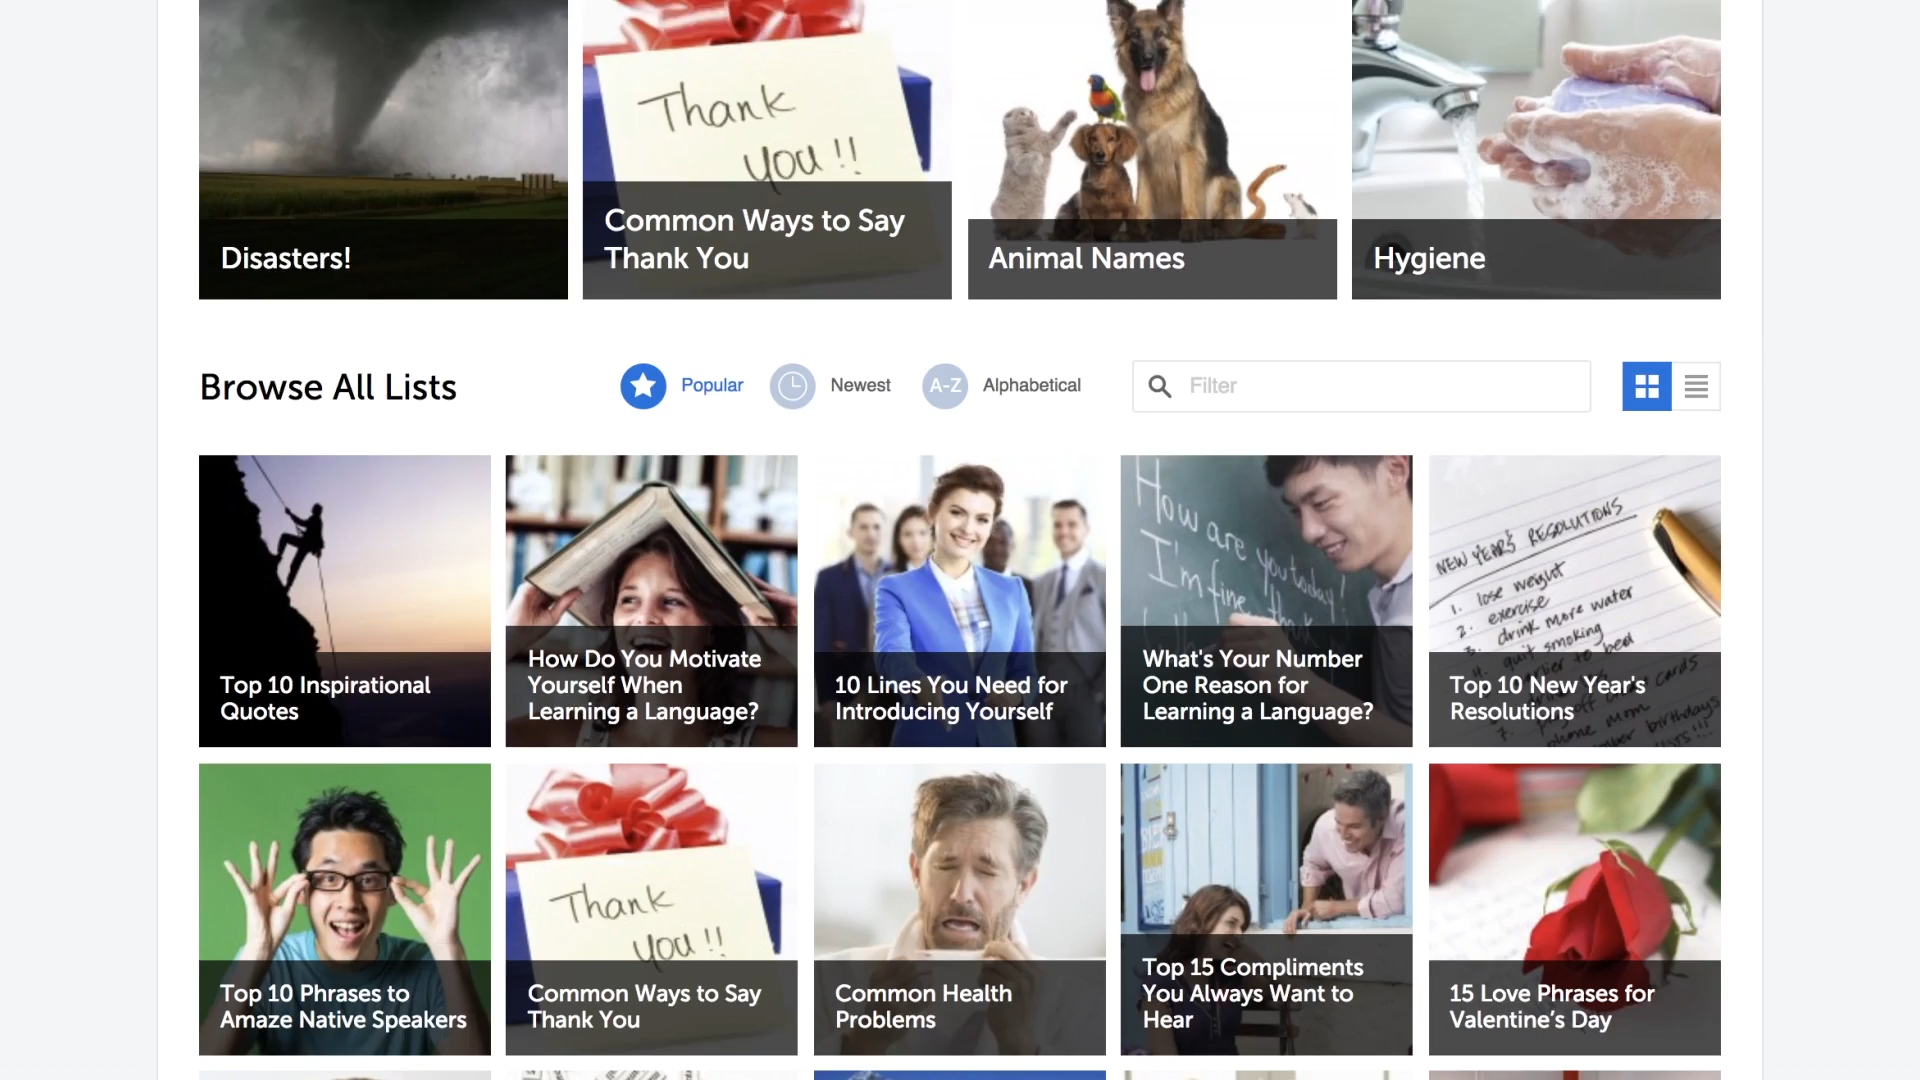 Thank
you!!
Disasters!
Common Ways to Say
Thank You
Animal Names
Hygiene
Browse All Lists
Popular
Newest
A-Z
Alphabetical
Filter
How are you today!
I'm fine, thank
NEW YEAR'S RESOLUTIONS
1. lose weight
2. exercise
3. drink more water
4. quit smoking
Top 10 Inspirational
Quotes
How Do You Motivate
Yourself When
Learning a Language?
10 Lines You Need for
Introducing Yourself
What's Your Number
One Reason for
Learning a Language?
Top 10 New Year's
Resolutions
Thank
you!!
Top 10 Phrases to
Amaze Native Speakers
Common Ways to Say
Thank You
Common Health
Problems
Top 15 Compliments
You Always Want to
Hear
15 Love Phrases for
Valentine’s Day